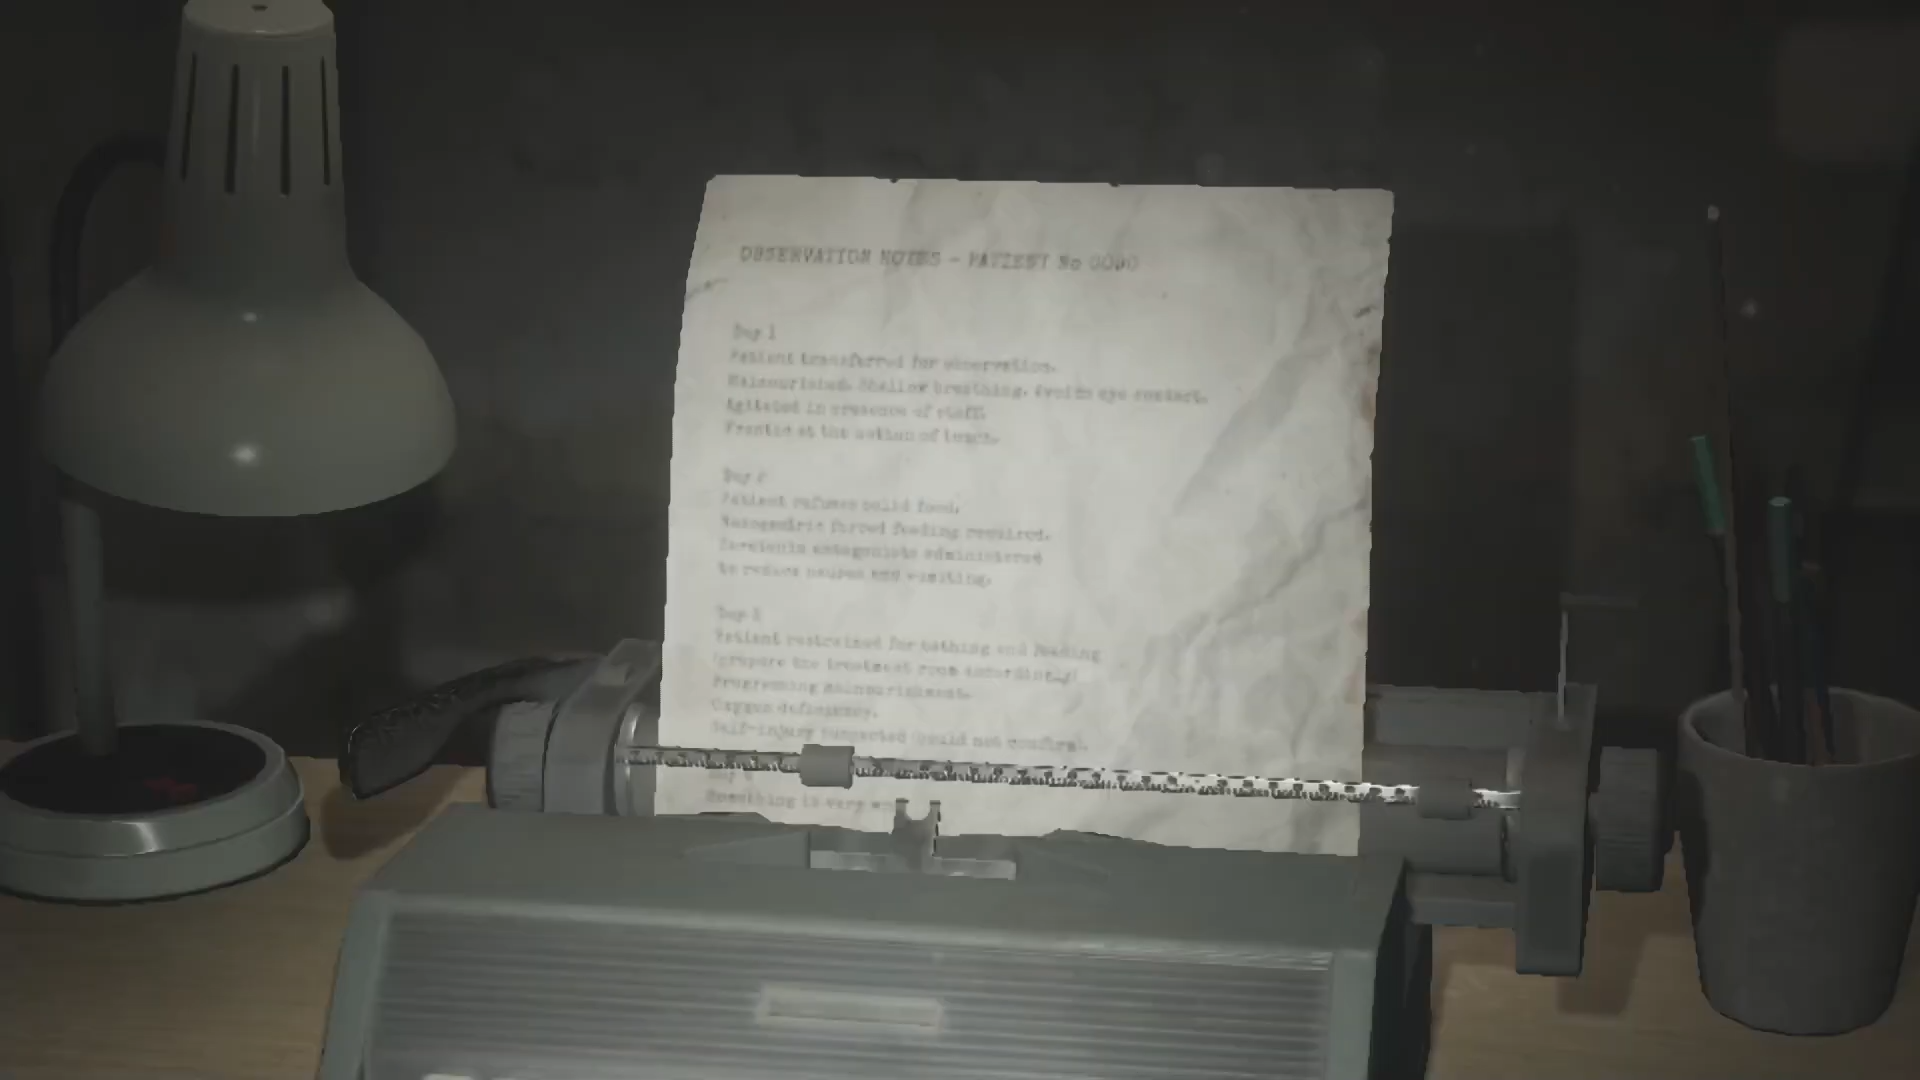 OBSERVATION NOTES - PATIENT No 0090
Day 1
Patient transferred for observation.
Malnourished. Shallow breathing. Avoids eye contact.
Agitated in presence of staff.
Frantic at the notion of touch.
Day
Patient refuses solid food.
Nasogastric forced feeding required.
Serotonin antagonists administered
to reduce nausea and vomiting.
Day
Patient restrained for bathing and feeding
(prepare the treatment room accordingly)
Progressing malnourishment.
Oxygen deficiency.
Self-injury suspected (could not confirm).
Day
Something is very